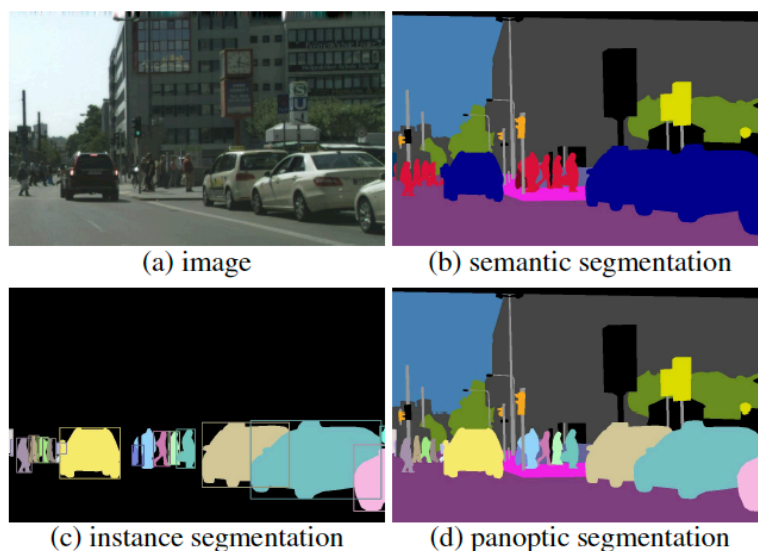 (a) image
(b) semantic segmentation
(c) instance segmentation
(d) panoptic segmentation